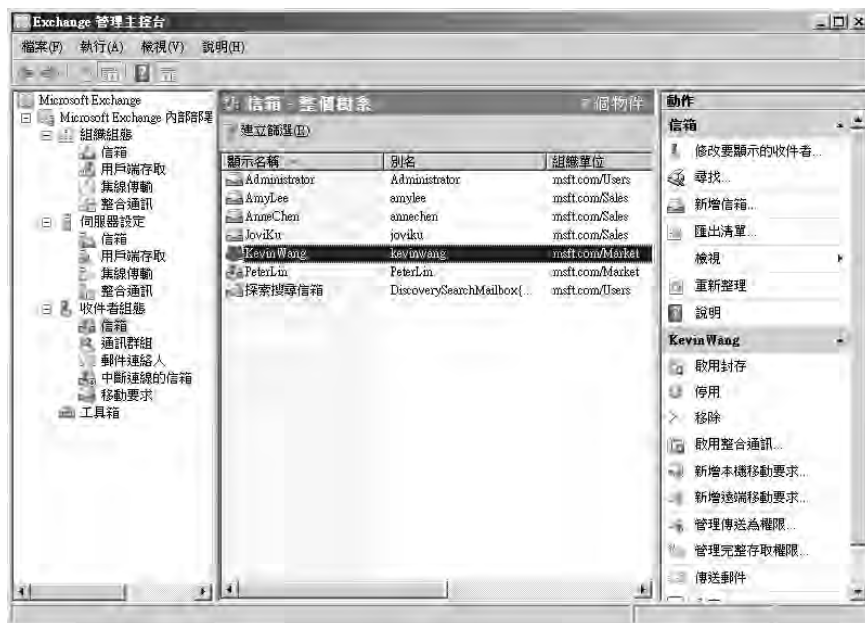 Exchange 管理主控台
檔案(F) 執行(A) 檢視(V) 說明(H)
Microsoft Exchange
Microsoft Exchange 內部部署
組織組態
信箱
用戶端存取
集線傳輸
整合通訊
伺服器設定
信箱
用戶端存取
集線傳輸
整合通訊
收件者組態
信箱
通訊群組
郵件連絡人
中斷連線的信箱
移動要求
工具箱
信箱 - 整個樹系 7 個物件
建立篩選(R)
顯示名稱 別名 組織單位
Administrator Administrator msft.com/Users
AmyLee amylee msft.com/Sales
AnneChen annechen msft.com/Sales
JoviKu joviku msft.com/Sales
KevinWang kevinwang msft.com/Market
PeterLin PeterLin msft.com/Market
探索搜尋信箱 DiscoverySearchMailbox{... msft.com/Users
動作
信箱
修改要顯示的收件者...
尋找...
新增信箱...
匯出清單...
檢視
重新整理
說明
KevinWang
啟用封存
停用
移除
啟用整合通訊...
新增本機移動要求...
新增遠端移動要求...
管理傳送為權限...
管理完整存取權限...
傳送郵件